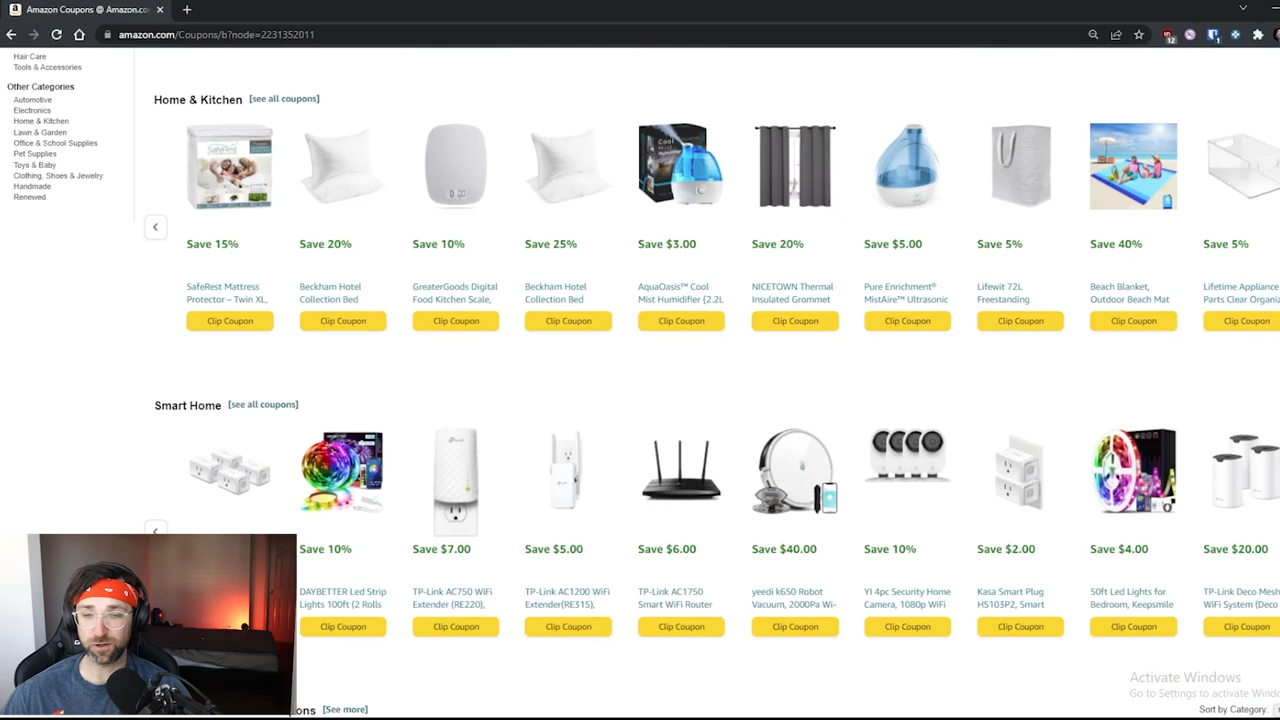 Amazon Coupons @ Amazon.co
amazon.com/Coupons/b?node=2231352011
Hair Care
Tools & Accessories
Other Categories
Automotive
Electronics
Home & Kitchen
Lawn & Garden
Office & School Supplies
Pet Supplies
Toys & Baby
Clothing, Shoes & Jewelry
Handmade
Renewed
Home & Kitchen [see all coupons]
Save 15%
SafeRest Mattress
Protector – Twin XL,
Clip Coupon
Save 20%
Beckham Hotel
Collection Bed
Clip Coupon
Save 10%
GreaterGoods Digital
Food Kitchen Scale,
Clip Coupon
Save 25%
Beckham Hotel
Collection Bed
Clip Coupon
Save $3.00
AquaOasis™ Cool
Mist Humidifier {2.2L
Clip Coupon
Save 20%
NICETOWN Thermal
Insulated Grommet
Clip Coupon
Save $5.00
Pure Enrichment®
MistAire™ Ultrasonic
Clip Coupon
Save 5%
Lifewit 72L
Freestanding
Clip Coupon
Save 40%
Beach Blanket,
Outdoor Beach Mat
Clip Coupon
Save 5%
Lifetime Appliance
Parts Clear Organiz
Clip Coupon
Smart Home [see all coupons]
Save 10%
DAYBETTER Led Strip
Lights 100ft (2 Rolls
Clip Coupon
Save $7.00
TP-Link AC750 WiFi
Extender (RE220),
Clip Coupon
Save $5.00
TP-Link AC1200 WiFi
Extender(RE315),
Clip Coupon
Save $6.00
TP-Link AC1750
Smart WiFi Router
Clip Coupon
Save $40.00
yeedi k650 Robot
Vacuum, 2000Pa Wi-
Clip Coupon
Save 10%
YI 4pc Security Home
Camera, 1080p WiFi
Clip Coupon
Save $2.00
Kasa Smart Plug
HS103P2, Smart
Clip Coupon
Save $4.00
50ft Led Lights for
Bedroom, Keepsmile
Clip Coupon
Save $20.00
TP-Link Deco Mesh
WiFi System (Deco
Clip Coupon
Activate Windows
Go to Settings to activate Windo
ons [See more]
Sort by Category: